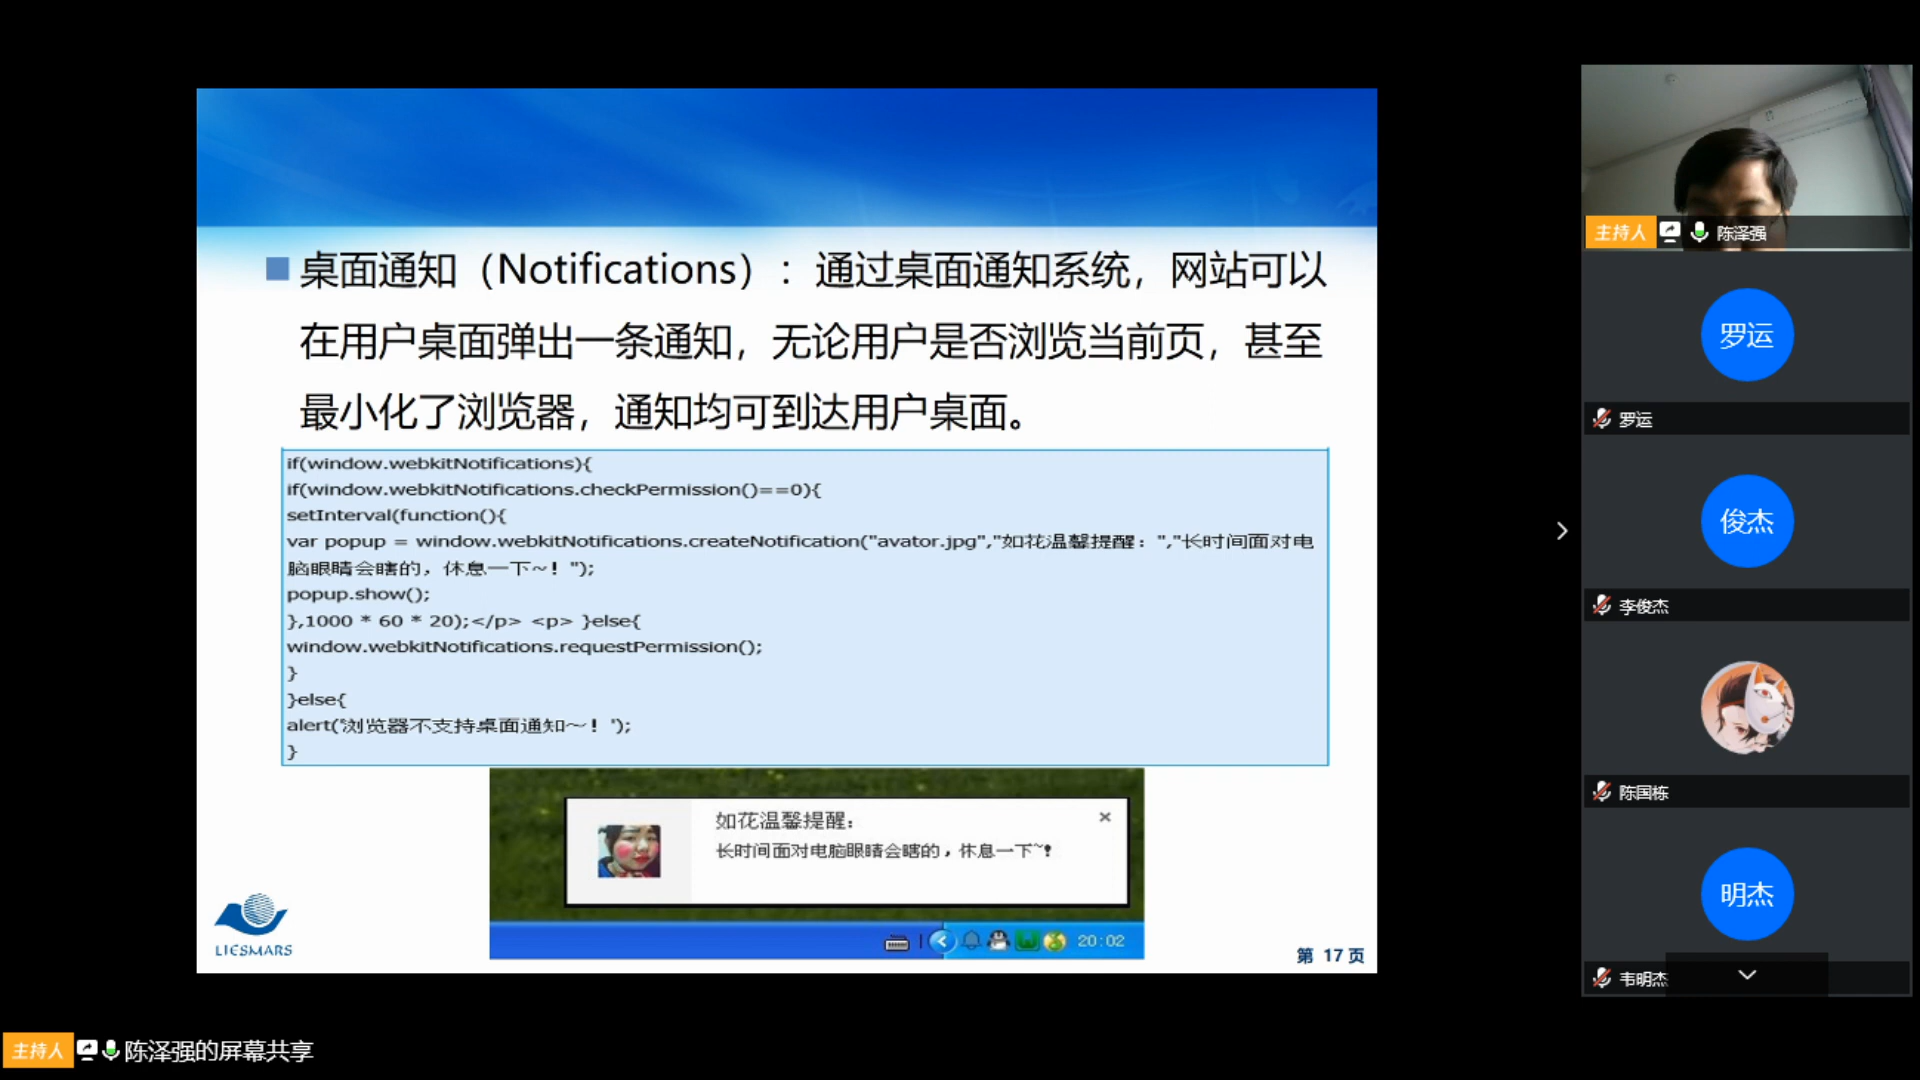 桌面通知（Notifications）：通过桌面通知系统，网站可以
在用户桌面弹出一条通知，无论用户是否浏览当前页，甚至
最小化了浏览器，通知均可到达用户桌面。
if(window.webkitNotifications){
if(window.webkitNotifications.checkPermission()==0){
setInterval(function(){
var popup = window.webkitNotifications.createNotification("avator.jpg","如花温馨提醒：","长时间面对电
脑眼睛会瞎的，休息一下~！");
popup.show();
},1000 * 60 * 20);</p> <p> }else{
window.webkitNotifications.requestPermission();
}
}else{
alert('浏览器不支持桌面通知～！');
}
如花温馨提醒：
长时间面对电脑眼睛会瞎的，休息一下~！
20:02
LIESMARS
第 17 页
主持人 陈泽强
罗运
罗运
俊杰
李俊杰
陈国栋
明杰
韦明杰
主持人 陈泽强的屏幕共享